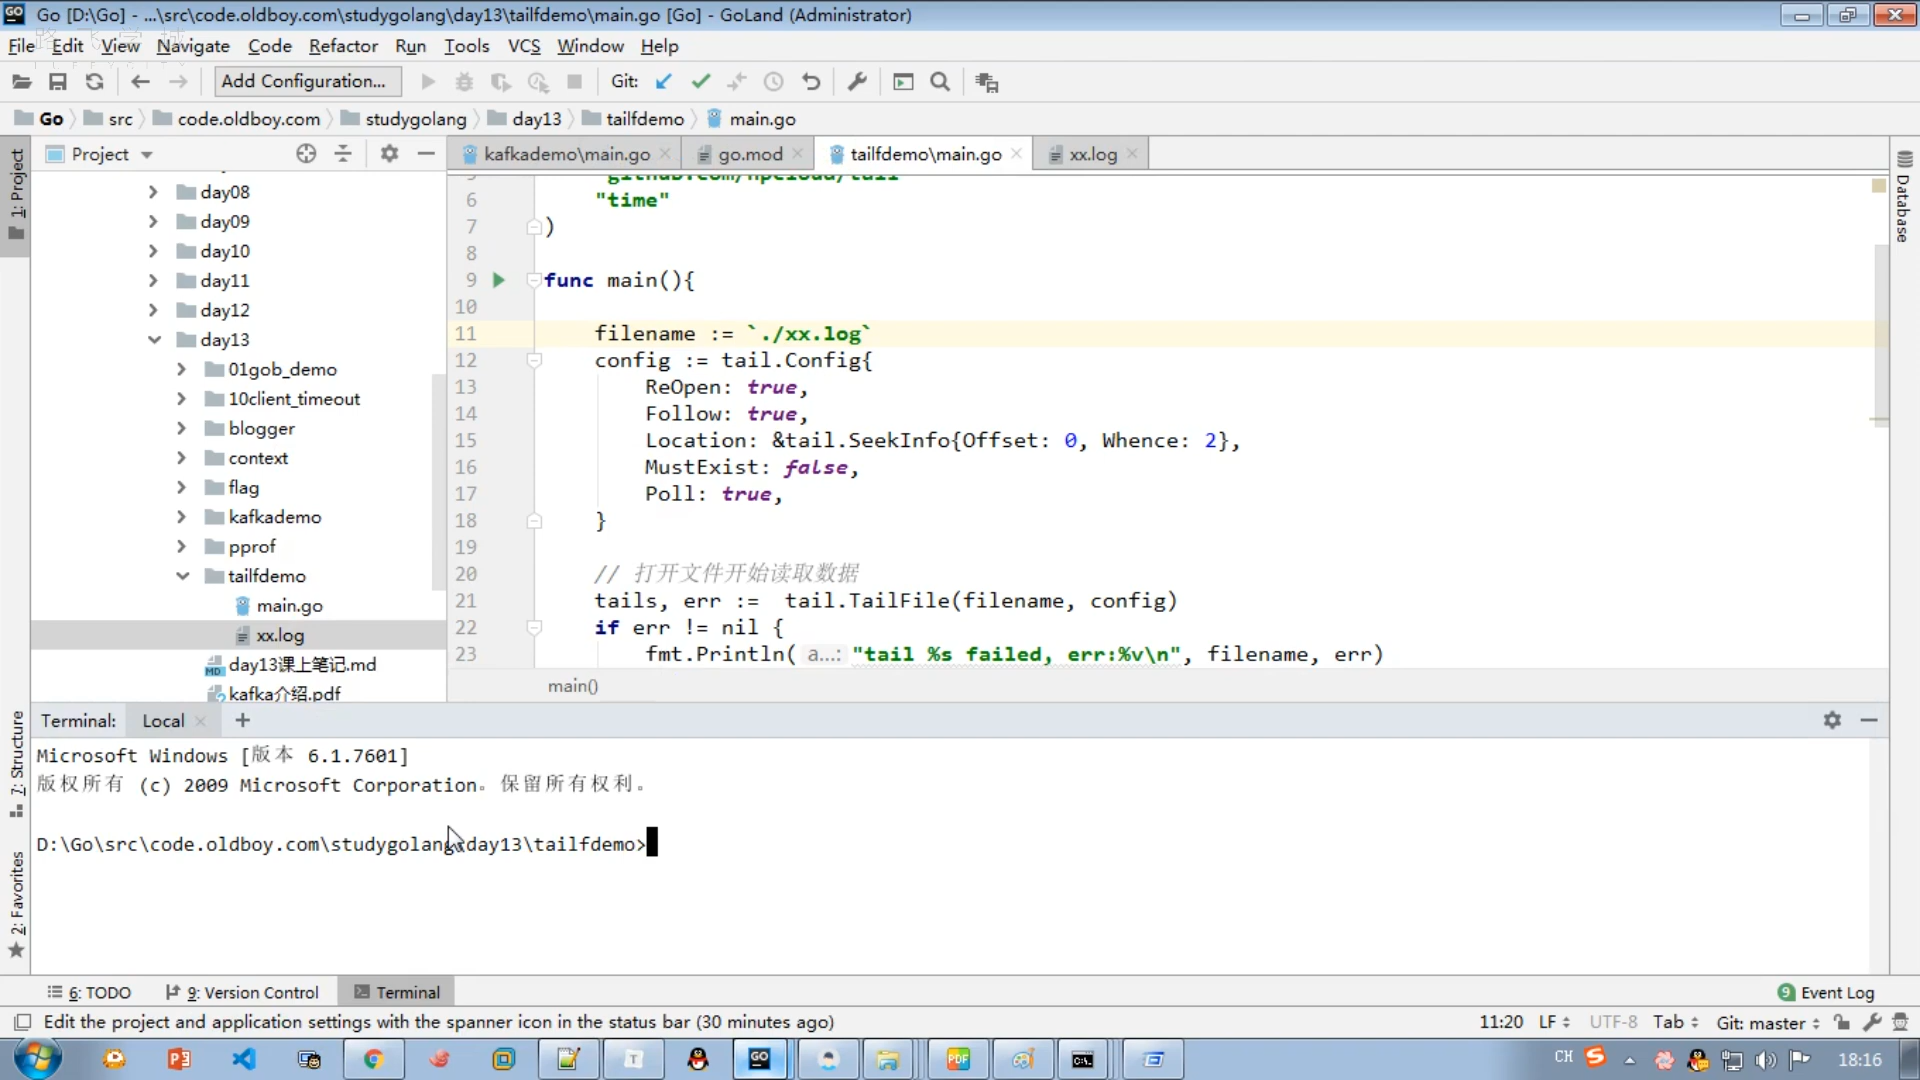 Go [D:\Go] - ...\src\code.oldboy.com\studygolang\day13\tailfdemo\main.go [Go] - GoLand (Administrator)
File Edit View Navigate Code Refactor Run Tools VCS Window Help
Add Configuration... Git:
Go src code.oldboy.com studygolang day13 tailfdemo main.go
1: Project
Project
day08
day09
day10
day11
day12
day13
01gob_demo
10client_timeout
blogger
context
flag
kafkademo
pprof
tailfdemo
main.go
xx.log
day13课上笔记.md
kafka介绍.pdf
kafkademo\main.go go.mod tailfdemo\main.go xx.log
Database
6 "time"
7 )
8
9 func main(){
10
11 filename := `./xx.log`
12 config := tail.Config{
13 ReOpen: true,
14 Follow: true,
15 Location: &tail.SeekInfo{Offset: 0, Whence: 2},
16 MustExist: false,
17 Poll: true,
18 }
19
20 // 打开文件开始读取数据
21 tails, err := tail.TailFile(filename, config)
22 if err != nil {
23 fmt.Println( a...: "tail %s failed, err:%v\n", filename, err)
main()
7: Structure
2: Favorites
Terminal: Local +
Microsoft Windows [版本 6.1.7601]
版权所有 (c) 2009 Microsoft Corporation。保留所有权利。
D:\Go\src\code.oldboy.com\studygolang\day13\tailfdemo>
6: TODO 9: Version Control Terminal 9 Event Log
Edit the project and application settings with the spanner icon in the status bar (30 minutes ago) 11:20 LF UTF-8 Tab Git: master
CH 18:16